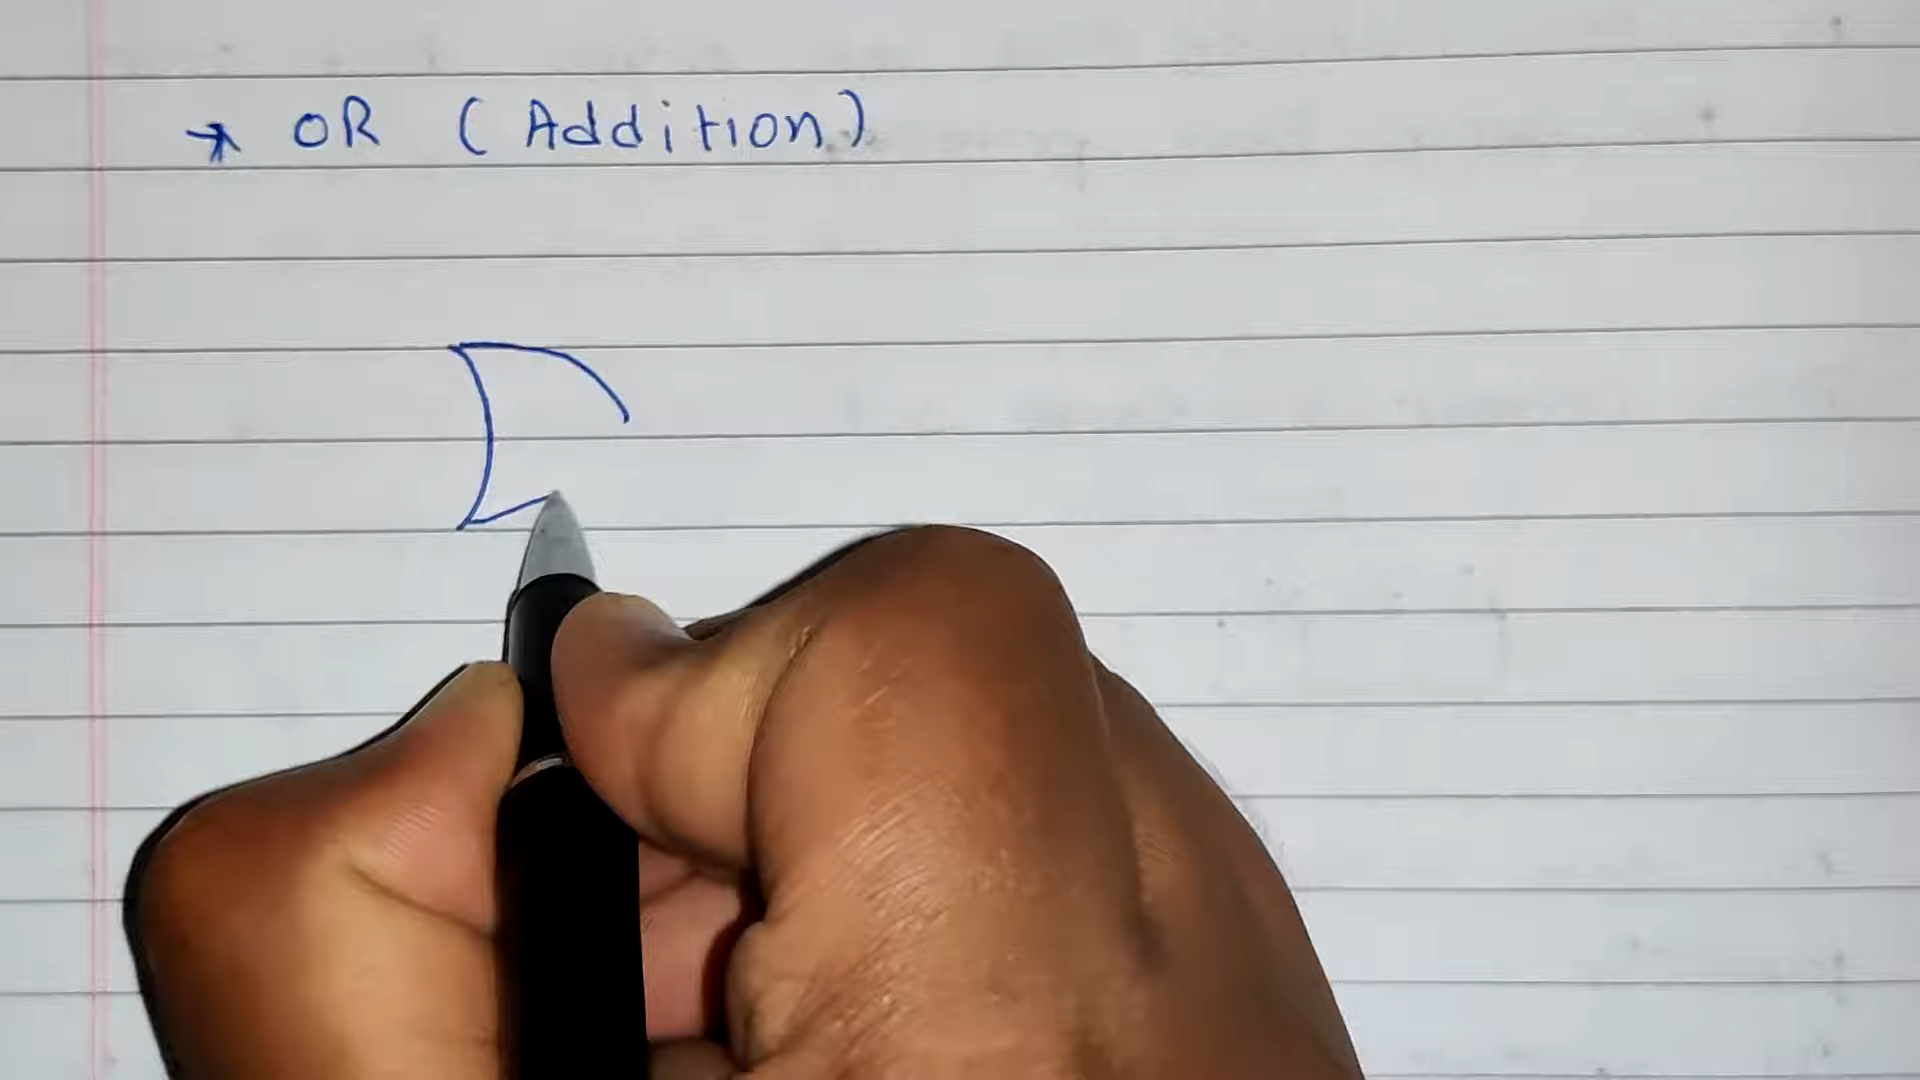 → OR (Addition)